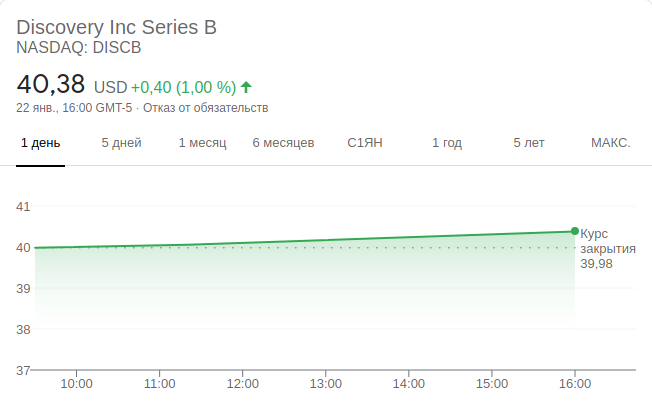 Discovery Inc Series B
NASDAQ: DISCB
40,38 USD +0,40 (1,00 %)
22 янв., 16:00 GMT-5 · Отказ от обязательств
1 день 5 дней 1 месяц 6 месяцев С1ЯН 1 год 5 лет МАКС.
41
40
39
38
37
Курс
закрытия
39,98
10:00 11:00 12:00 13:00 14:00 15:00 16:00